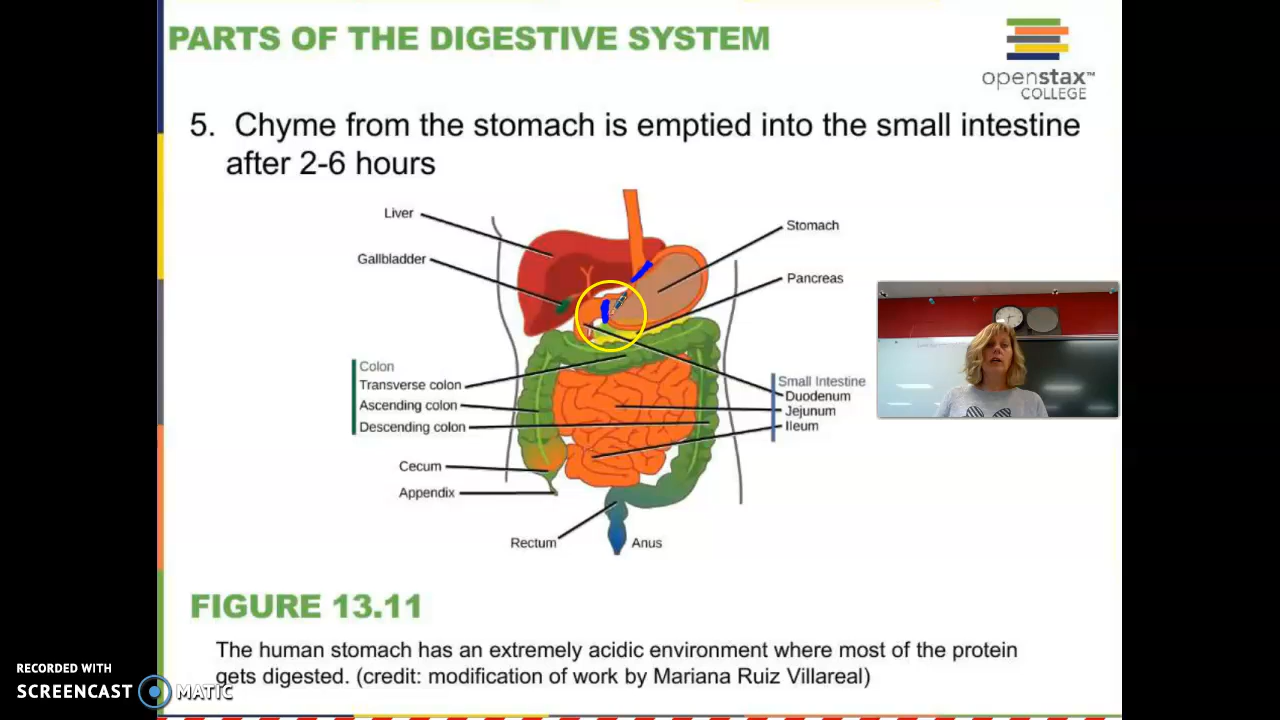 PARTS OF THE DIGESTIVE SYSTEM
openstax™
COLLEGE
5. Chyme from the stomach is emptied into the small intestine
after 2-6 hours
Liver
Gallbladder
Stomach
Pancreas
Colon
Transverse colon
Ascending colon
Descending colon
Small Intestine
Duodenum
Jejunum
Ileum
Cecum
Appendix
Rectum
Anus
FIGURE 13.11
The human stomach has an extremely acidic environment where most of the protein
gets digested. (credit: modification of work by Mariana Ruiz Villareal)
RECORDED WITH
SCREENCAST MATIC